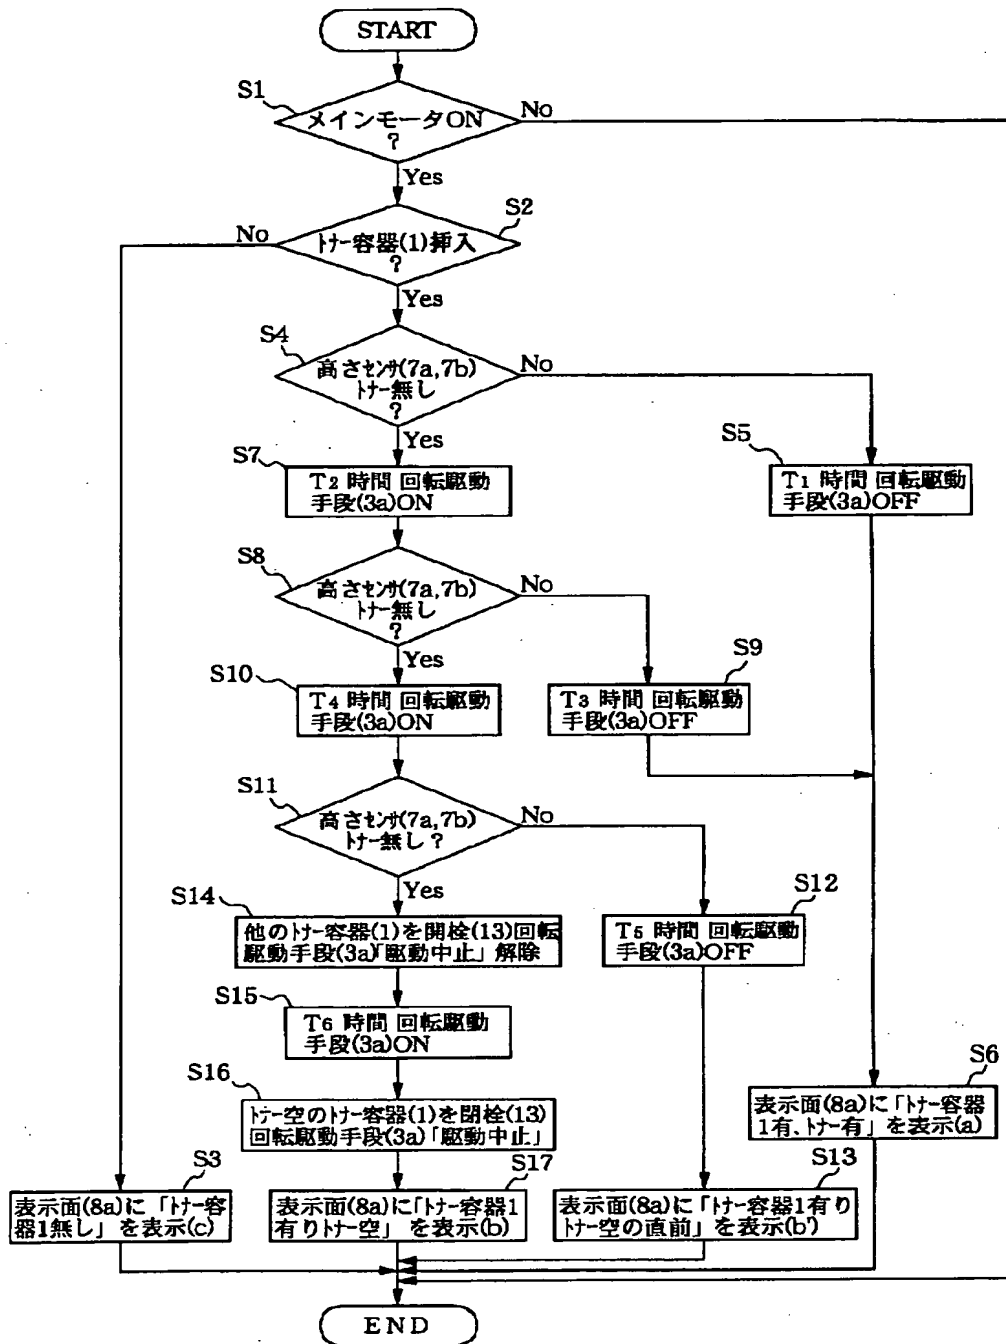 START
S1
メインモータON
?
No
Yes
S2
No
トナー容器(1)挿入
?
Yes
S4
高さセンサ(7a,7b)
トナー無し
?
No
Yes
S7
T2 時間 回転駆動
手段(3a)ON
S5
T1 時間 回転駆動
手段(3a)OFF
S8
高さセンサ(7a,7b)
トナー無し
?
No
Yes
S10
T4 時間 回転駆動
手段(3a)ON
S9
T3 時間 回転駆動
手段(3a)OFF
S11
高さセンサ(7a,7b)
トナー無し?
No
Yes
S14
他のトナー容器(1)を開栓(13)回転
駆動手段(3a)「駆動中止」解除
S12
T5 時間 回転駆動
手段(3a)OFF
S15
T6 時間 回転駆動
手段(3a)ON
S16
トナー空のトナー容器(1)を閉栓(13)
回転駆動手段(3a)「駆動中止」
S6
表示面(8a)に「トナー容器
1有、トナー有」を表示(a)
S3
表示面(8a)に「トナー容
器1無し」を表示(c)
S17
表示面(8a)に「トナー容器1
有りトナー空」を表示(b)
S13
表示面(8a)に「トナー容器1有り
トナー空の直前」を表示(b')
END